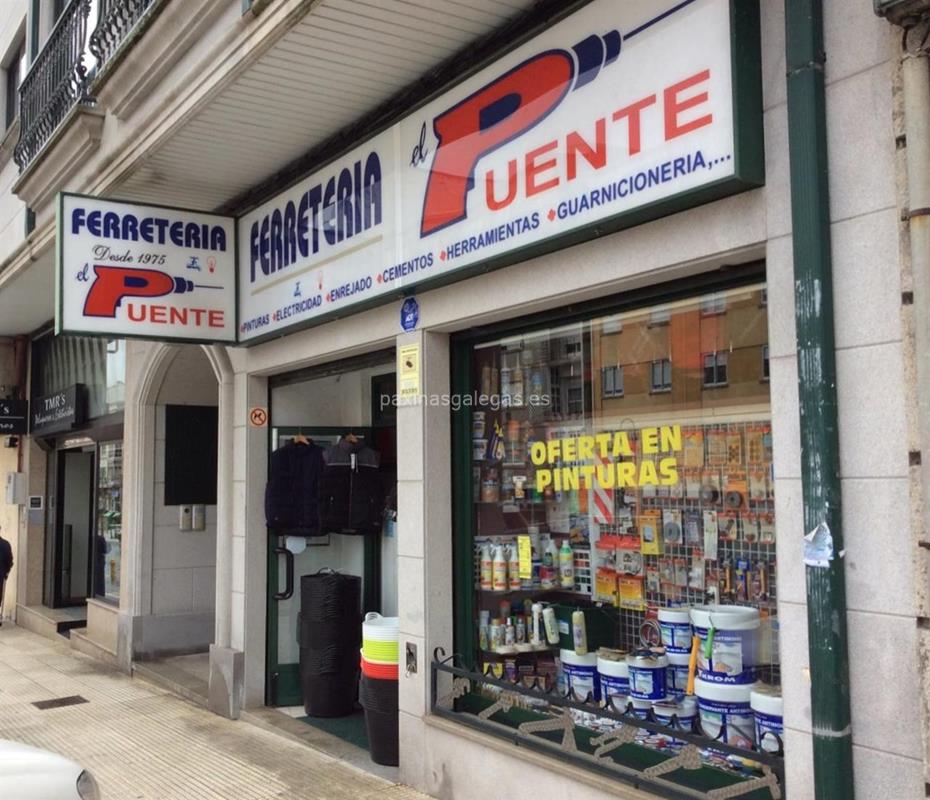 FERRETERIA
el PUENTE
PINTURAS ♦ELECTRICIDAD ♦ENREJADO ♦CEMENTOS ♦HERRAMIENTAS ♦GUARNICIONERIA,...
FERRETERIA
Desde 1975
el PUENTE
TMR'S
paxinasgalegas.es
OFERTA EN
PINTURAS